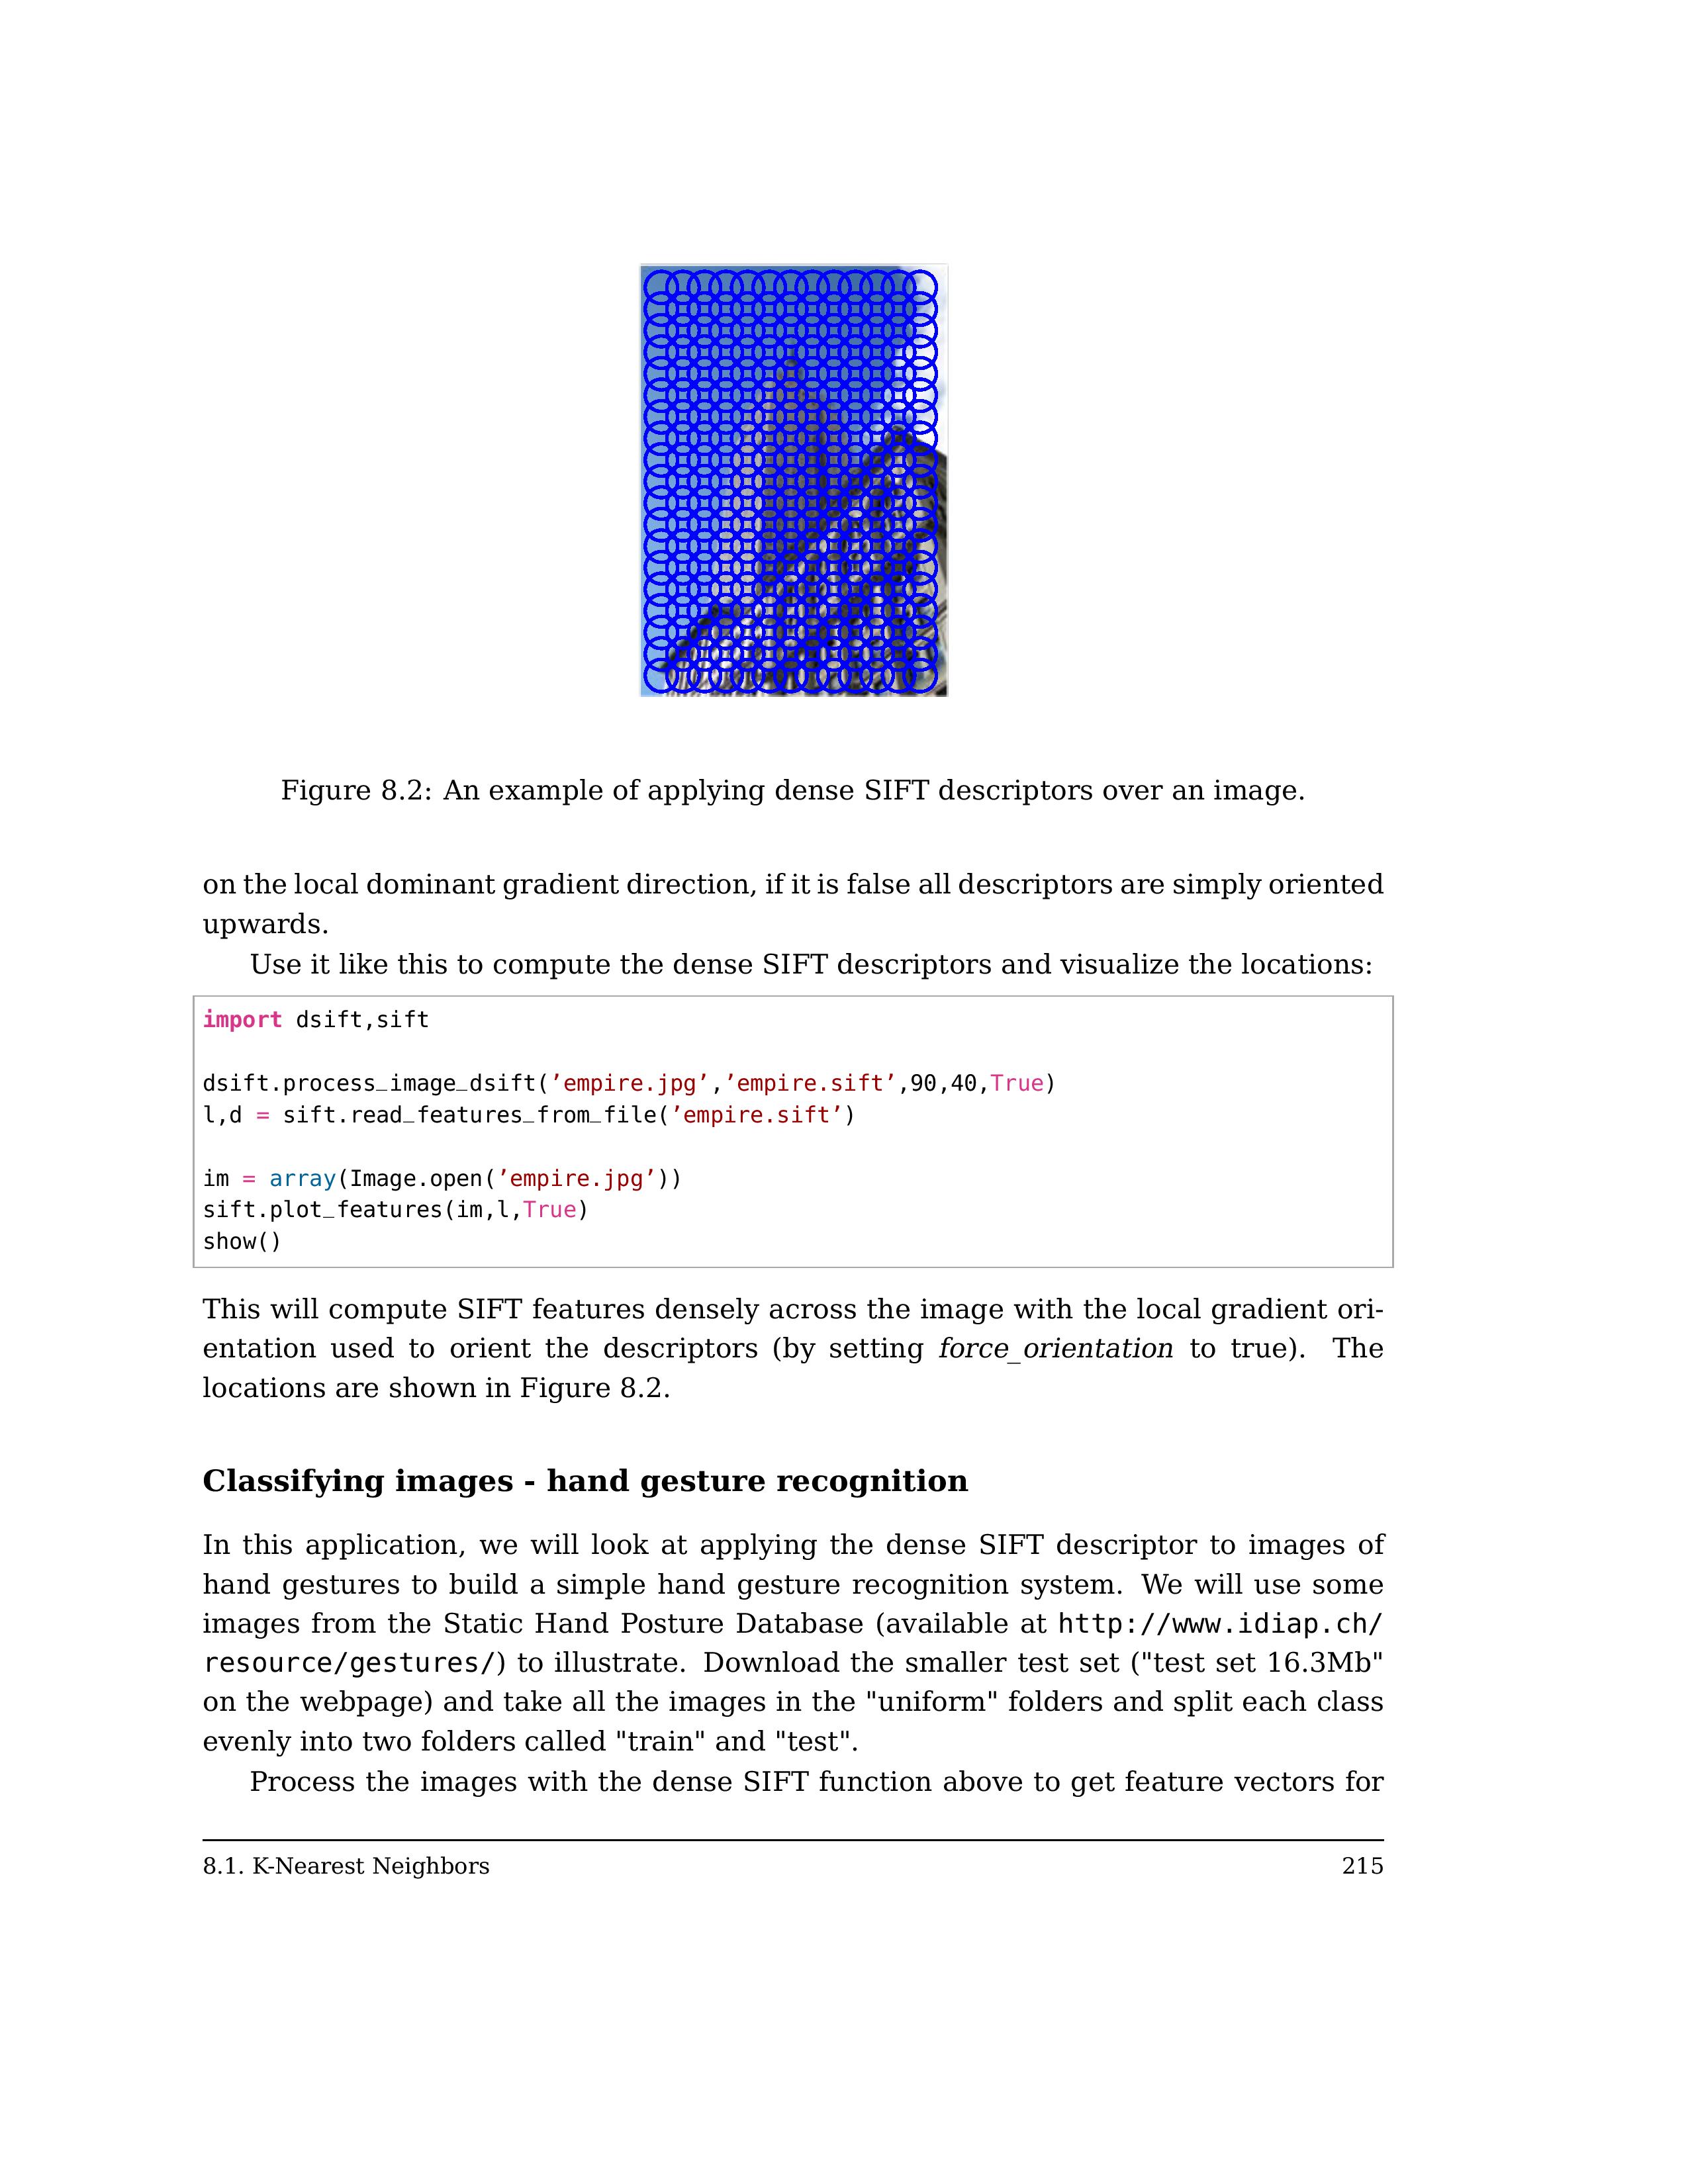 Figure 8.2: An example of applying dense SIFT descriptors over an image.
on the local dominant gradient direction, if it is false all descriptors are simply oriented
upwards.
Use it like this to compute the dense SIFT descriptors and visualize the locations:
import dsift,sift
dsift.process_image_dsift(’empire.jpg’,’empire.sift’,90,40,True)
l,d = sift.read_features_from_file(’empire.sift’)
im = array(Image.open(’empire.jpg’))
sift.plot_features(im,l,True)
show()
This will compute SIFT features densely across the image with the local gradient ori-
entation used to orient the descriptors (by setting force_orientation to true). The
locations are shown in Figure 8.2.
Classifying images - hand gesture recognition
In this application, we will look at applying the dense SIFT descriptor to images of
hand gestures to build a simple hand gesture recognition system. We will use some
images from the Static Hand Posture Database (available at http://www.idiap.ch/
resource/gestures/) to illustrate. Download the smaller test set ("test set 16.3Mb"
on the webpage) and take all the images in the "uniform" folders and split each class
evenly into two folders called "train" and "test".
Process the images with the dense SIFT function above to get feature vectors for
8.1. K-Nearest Neighbors 215